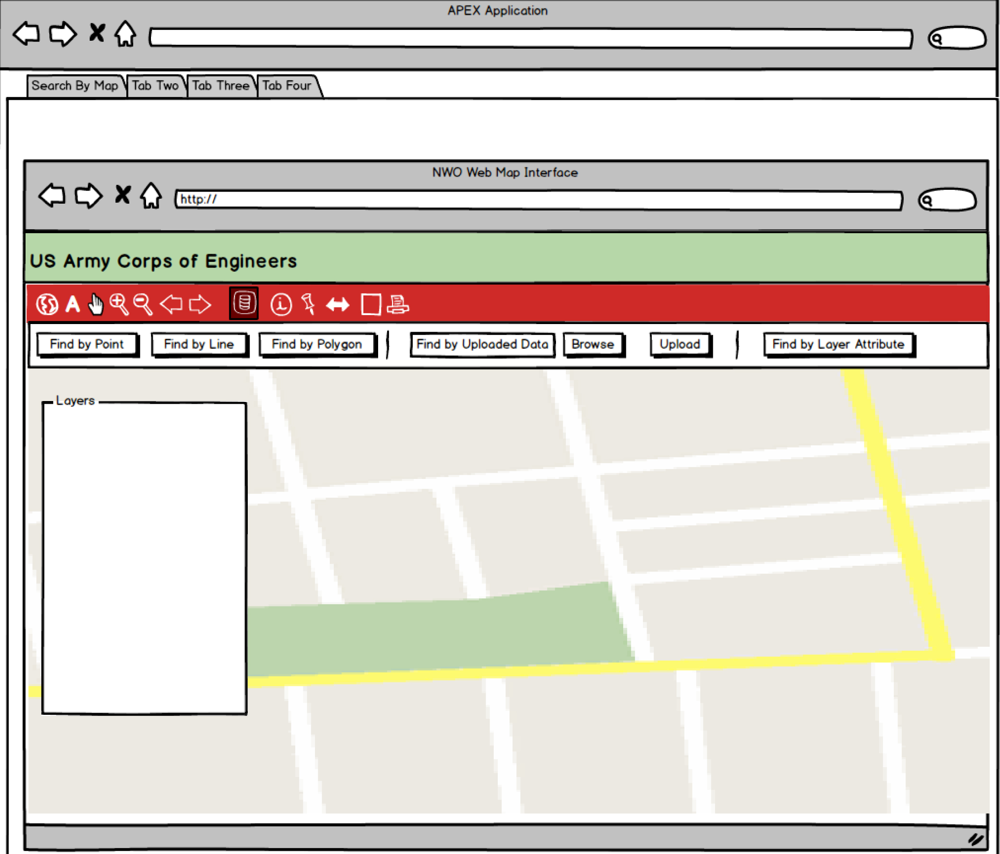 APEX Application
Search By Map Tab Two Tab Three Tab Four
NWO Web Map Interface
http://
US Army Corps of Engineers
A
Find by Point Find by Line Find by Polygon Find by Uploaded Data Browse Upload Find by Layer Attribute
Layers